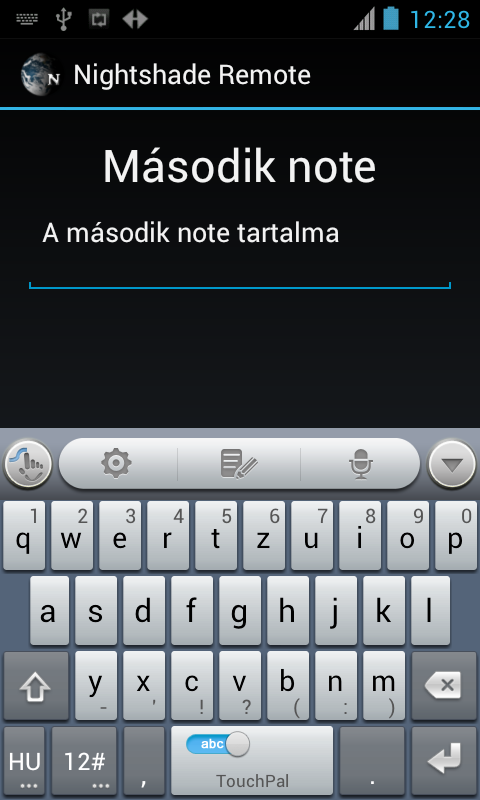 12:28
N Nightshade Remote
Második note
A második note tartalma
1 2 3 4 5 6 7 8 9 0
q w e r t z u i o p
a s d f g h j k l
y x c v b n m
- ' ! ? ( : )
HU 12# , abc .
... ... TouchPal